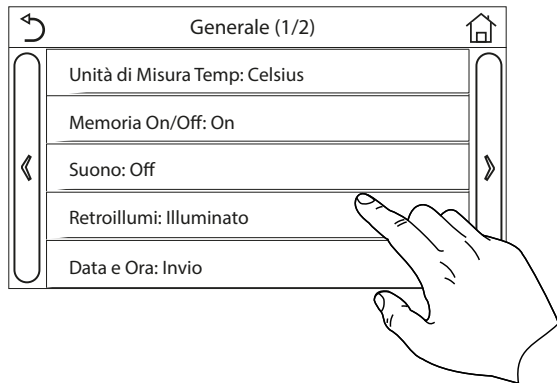 Generale (1/2)
Unità di Misura Temp: Celsius
Memoria On/Off: On
Suono: Off
Retroillumi: Illuminato
Data e Ora: Invio